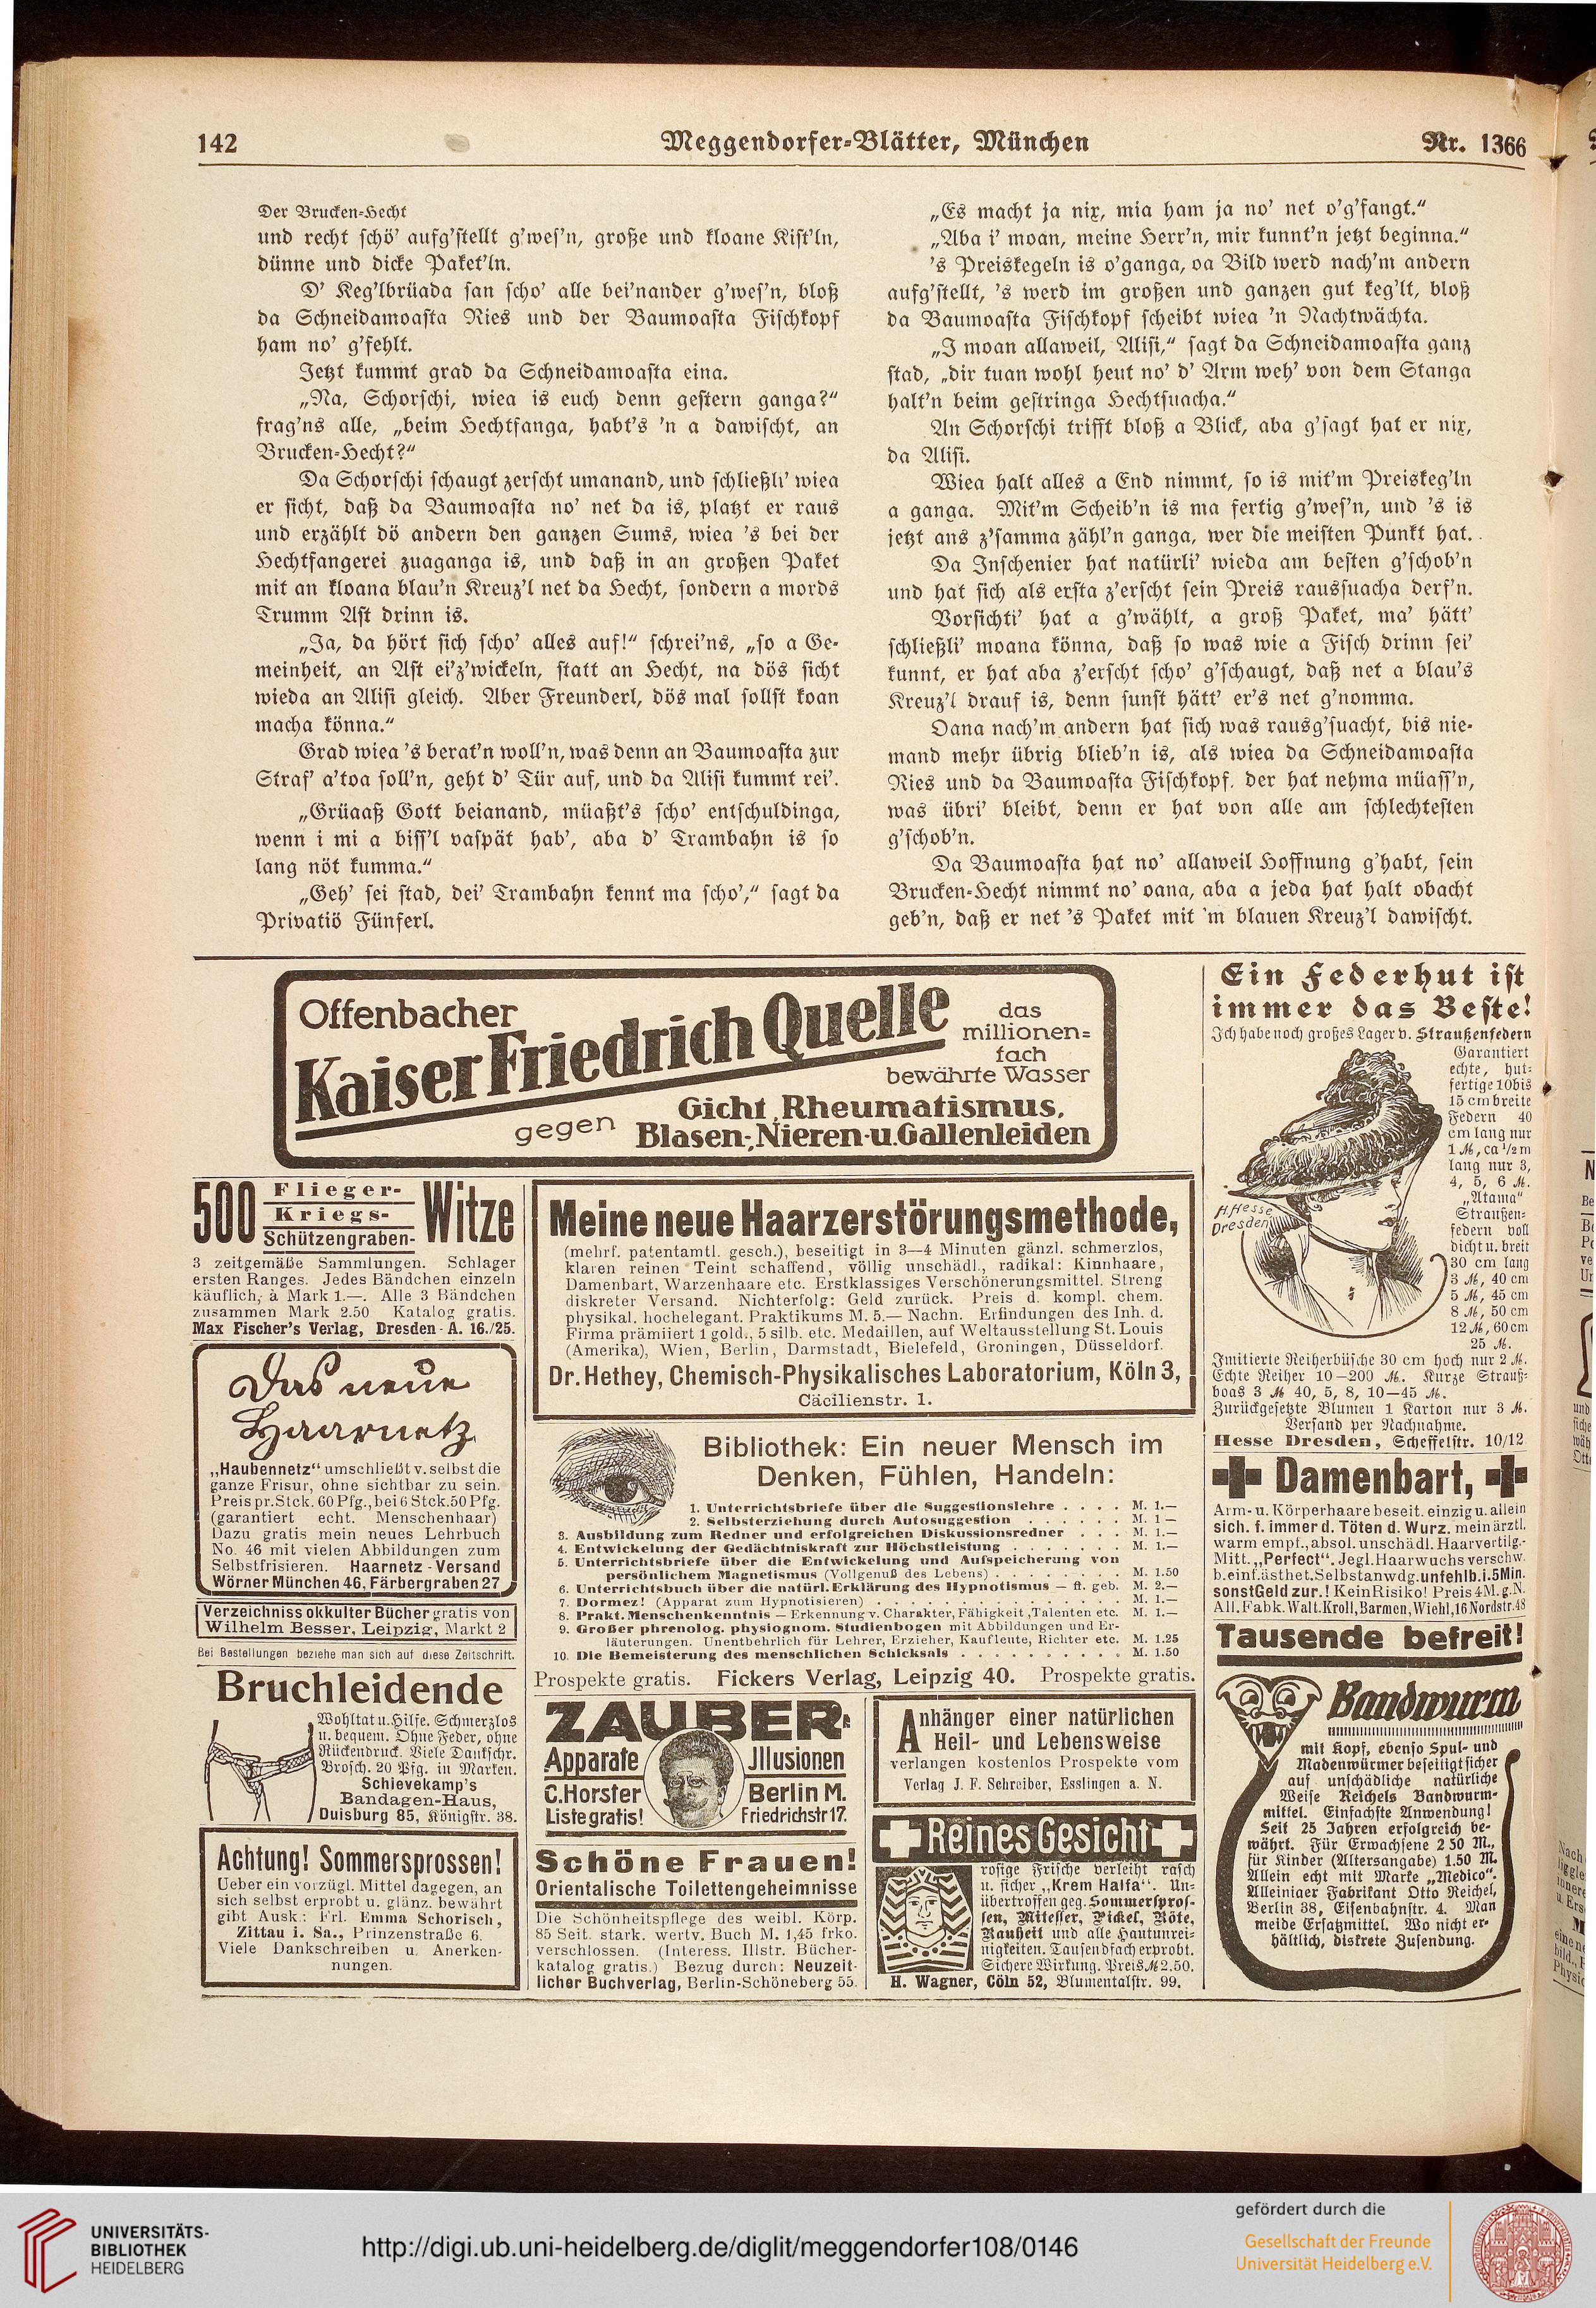 142
Meggendorfer-Blätter, München
Nr. 1366
Der Brucken-Hecht
und recht schö' aufg'stellt g'wes'n, große und kloane Kist'ln,
dünne und dicke Paket'ln.
D' Keg'lbrüada san scho' alle bei'nander g'wes'n, bloß
da Schneidamoasta Ries und der Baumoasta Fischkopf
ham no' g'fehlt.
Jetzt kummt grad da Schneidamoasta eina.
„Na, Schorschi, wiea is euch denn gestern ganga?“
frag'ns alle, „beim Hechtfanga, habt's 'n a dawischt, an
Brucken-Hecht?“
Da Schorschi schaugt zerscht umanand, und schließli' wiea
er sicht, daß da Baumoasta no' net da is, platzt er raus
und erzählt dö andern den ganzen Sums, wiea 's bei der
Hechtfangerei zuaganga is, und daß in an großen Paket
mit an kloana blau'n Kreuz'l net da Hecht, sondern a mords
Trumm Ast drinn is.
„Ja, da hört sich scho' alles auf!“ schrei'ns, „so a Ge-
meinheit, an Ast ei'z'wickeln, statt an Hecht, na dös sicht
wieda an Alisi gleich. Aber Freunderl, dös mal sollst koan
macha könna.“
Grad wiea 's berat'n woll'n, was denn an Baumoasta zur
Straf' a'toa soll'n, geht d' Tür auf, und da Alisi kummt rei'.
„Grüaaß Gott beianand, müaßt's scho' entschuldinga,
wenn i mi a biss'l vaspät hab', aba d' Trambahn is so
lang nöt kumma.“
„Geh' sei stad, dei' Trambahn kennt ma scho',“ sagt da
Privatiö Fünferl.
„Es macht ja nix, mia ham ja no' net o'g'fangt.“
„Aba i' moan, meine Herr'n, mir kunnt'n jetzt beginna.“
's Preiskegeln is o'ganga, oa Bild werd nach'm andern
aufg'stellt, 's werd im großen und ganzen gut keg'lt, bloß
da Baumoasta Fischkopf scheibt wiea 'n Nachtwächta.
„I moan allaweil, Alisi,“ sagt da Schneidamoasta ganz
stad, „dir tuan wohl heut no' d' Arm weh' von dem Stanga
halt'n beim gestringa Hechtsuacha.“
An Schorschi trifft bloß a Blick, aba g'sagt hat er nix,
da Alisi.
Wiea halt alles a End nimmt, so is mit'm Preiskeg'ln
a ganga. Mit'm Scheib'n is ma fertig g'wes'n, und 's is
jetzt ans z'samma zähl'n ganga, wer die meisten Punkt hat.
Da Inschenier hat natürli' wieda am besten g'schob'n
und hat sich als ersta z'erscht sein Preis raussuacha derf'n.
Vorsichti' hat a g'wählt, a groß Paket, ma' hätt'
schließli' moana könna, daß so was wie a Fisch drinn sei'
kunnt, er hat aba z'erscht scho' g'schaugt, daß net a blau's
Kreuz'l drauf is, denn sunst hätt' er's net g'nomma.
Oana nach'm andern hat sich was rausg'suacht, bis nie-
mand mehr übrig blieb'n is, als wiea da Schneidamoasta
Ries und da Baumoasta Fischkopf, der hat nehma müass'n,
was übri' bleibt, denn er hat von alle am schlechtesten
g'schob'n.
Da Baumoasta hat no' allaweil Hoffnung g'habt, sein
Brucken-Hecht nimmt no' oana, aba a jeda hat halt obacht
geb'n, daß er net 's Paket mit 'm blauen Kreuz'l dawischt.
Offenbacher
Kaiser Friedrich Quelle
das
millionen=
fach
bewährte Wasser
gegen
Gicht, Rheumatismus,
Blasen-, Nieren- u. Gallenleiden
500 Flieger-
Kriegs-
Schützengraben-
Witze
3 zeitgemäße Sammlungen. Schlager
ersten Ranges. Jedes Bändchen einzeln
käuflich, à Mark 1.—. Alle 3 Bändchen
zusammen Mark 2.50 Katalog gratis.
Max Fischer's Verlag, Dresden-A. 16./25.
Das neue
Haarnetz
„Haubennetz“ umschließt v. selbst die
ganze Frisur, ohne sichtbar zu sein.
Preis pr. Stck. 60 Pfg., bei 6 Stck. 50 Pfg.
(garantiert echt. Menschenhaar)
Dazu gratis mein neues Lehrbuch
No. 46 mit vielen Abbildungen zum
Selbstfrisieren. Haarnetz-Versand
Wörner München 46, Färbergraben 27
Verzeichniss okkulter Bücher gratis von
Wilhelm Besser, Leipzig, Markt 2
Bei Bestellungen beziehe man sich auf diese Zeitschrift.
Bruchleidende
Wohltat u. Hilfe. Schmerzlos
u. bequem. Ohne Feder, ohne
Rückendruck. Viele Dankschr.
Brosch. 20 Pfg. in Marken.
Schievekamp's
Bandagen-Haus,
Duisburg 85, Königstr. 38.
Achtung! Sommersprossen!
Ueber ein vorzügl. Mittel dagegen, an
sich selbst erprobt u. glänz. bewährt
gibt Ausk.: Frl. Emma Schorisch,
Zittau i. Sa., Prinzenstraße 6.
Viele Dankschreiben u. Anerken-
nungen.
Meine neue Haarzerstörungsmethode,
(mehrf. patentamtl. gesch.), beseitigt in 3—4 Minuten gänzl. schmerzlos,
klaren reinen Teint schaffend, völlig unschädl., radikal: Kinnhaare,
Damenbart, Warzenhaare etc. Erstklassiges Verschönerungsmittel. Streng
diskreter Versand. Nichterfolg: Geld zurück. Preis d. kompl. chem.
physikal. hochelegant. Praktikums M. 5.— Nachn. Erfindungen des Inh. d.
Firma prämiiert 1 gold., 5 silb. etc. Medaillen, auf Weltausstellung St. Louis
(Amerika), Wien, Berlin, Darmstadt, Bielefeld, Groningen, Düsseldorf.
Dr. Hethey, Chemisch-Physikalisches Laboratorium, Köln 3,
Cäcilienstr. 1.
Bibliothek: Ein neuer Mensch im
Denken, Fühlen, Handeln:
1. Unterrichtsbriefe über die Suggestionslehre . . . . M. 1.—
2. Selbsterziehung durch Autosuggestion . . . . . . M. 1—
3. Ausbildung zum Redner und erfolgreichen Diskussionsredner . . . M. 1.—
4. Entwickelung der Gedächtniskraft zur Höchstleistung . . . . . . . M. 1.—
5. Unterrichtsbriefe über die Entwickelung und Aufspeicherung von
persönlichem Magnetismus (Vollgenuß des Lebens) . . . . . . . . M. 1.50
6. Unterrichtsbuch über die natürl. Erklärung des Hypnotismus — ft. geb. M. 2.—
7. Dormez! (Apparat zum Hypnotisieren) . . . . . . . . . . . . . . M. 1.—
8. Prakt. Menschenkenntnis — Erkennung v. Charakter, Fähigkeit, Talenten etc. M. 1.—
9. Großer phrenolog. physiognom. Studienbogen mit Abbildungen und Er-
läuterungen. Unentbehrlich für Lehrer, Erzieher, Kaufleute, Richter etc. M. 1.25
10. Die Bemeisterung des menschlichen Schicksals . . . . . . . . . . M. 1.50
Prospekte gratis. Fickers Verlag, Leipzig 40. Prospekte gratis.
ZAUBER-
Apparate
Jllusionen
C. Horster
Berlin M.
Liste gratis!
Friedrichstr 17.
Schöne Frauen!
Orientalische Toilettengeheimnisse
Die Schönheitspflege des weibl. Körp.
85 Seit. stark. wertv. Buch M. 1,45 frko.
verschlossen. (Interess. Illstr. Bücher-
katalog gratis.) Bezug durch: Neuzeit-
licher Buchverlag, Berlin-Schöneberg 55.
Anhänger einer natürlichen
Heil- und Lebensweise
verlangen kostenlos Prospekte vom
Verlag J. F. Schreiber, Esslingen a. N.
Reines Gesicht
rosige Frische verleiht rasch
u. sicher „Krem Halfa“. Un-
übertroffen geg. Sommerspros-
sen, Mitesser, Pickel, Röte,
Rauheit und alle Hautunrei-
nigkeiten. Tausendfach erprobt.
Sichere Wirkung. Preis M 2.50.
H. Wagner, Cöln 52, Blumentalstr. 99.
Ein Federhut ist
immer das Beste!
Ich habe noch großes Lager v. Straußenfedern
Garantiert
echte, hut-
fertige 10 bis
15 cm breite
Federn 40
cm lang nur
1 M, ca 1/2 m
lang nur 3,
4, 5, 6 M.
„Atama“
Straußen-
federn voll
dicht u. breit
30 cm lang
3 M, 40 cm
5 M, 45 cm
8 M, 50 cm
12 M, 60 cm
25 M.
H. Hesse
Dresden
Imitierte Reiherbüsche 30 cm hoch nur 2 M.
Echte Reiher 10—200 M. Kurze Strauß-
boas 3 M 40, 5, 8, 10—45 M.
Zurückgesetzte Blumen 1 Karton nur 3 M.
Versand per Nachnahme.
Hesse Dresden, Scheffelstr. 10/12
Damenbart,
Arm- u. Körperhaare beseit. einzig u. allein
sich. f. immer d. Töten d. Wurz. mein ärztl.
warm empf., absol. unschädl. Haarvertilg.-
Mitt. „Perfect“. Jegl. Haarwuchs verschw.
b. einf. ästhet. Selbstanwdg. unfehlb. i. 5 Min.
sonst Geld zur.! Kein Risiko! Preis 4 M. g. N.
All. Fabk. Walt. Kroll, Barmen, Wichl, 16 Nordstr. 48
Tausende befreit!
Bandwurm
mit Kopf, ebenso Spul- und
Madenwürmer beseitigt sicher
auf unschädliche natürliche
Weise Reichels Bandwurm-
mittel. Einfachste Anwendung!
Seit 25 Jahren erfolgreich be-
währt. Für Erwachsene 2 50 M.,
für Kinder (Altersangabe) 1.50 M.
Allein echt mit Marke „Medico“.
Alleiniger Fabrikant Otto Reichel,
Berlin 38, Eisenbahnstr. 4. Man
meide Ersatzmittel. Wo nicht er-
hältlich, diskrete Zusendung.
UNIVERSITÄTS-
BIBLIOTHEK
HEIDELBERG
http://digi.ub.uni-heidelberg.de/diglit/meggendorfer108/0146
gefördert durch die
Gesellschaft der Freunde
Universität Heidelberg e.V.